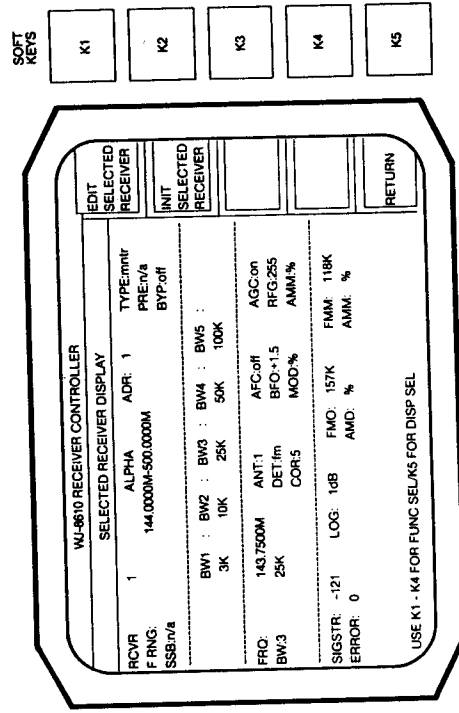 SOFT
KEYS
K1
K2
K3
K4
K5
WJ-8610 RECEIVER CONTROLLER
SELECTED RECEIVER DISPLAY
EDIT
SELECTED
RECEIVER
INIT
SELECTED
RECEIVER
RETURN
RCVR 1 ALPHA ADR: 1 TYPE:mntr
F RNG: 144.0000M-500.0000M PRE:n/a
SSB:n/a BYP:off
BW1 : BW2 : BW3 : BW4 : BW5 :
3K 10K 25K 50K 100K
FRQ: 143.7500M ANT:1 AFC:off AGC:on
BW:3 25K DET:fm BFO:+1.5 RFG:255
COR:5 MOD:% AMM:%
SIGSTR: -121 LOG: 1dB FMO: 157K FMM: 118K
ERROR: 0 AMD: % AMM: %
USE K1 - K4 FOR FUNC SEL/K5 FOR DISP SEL